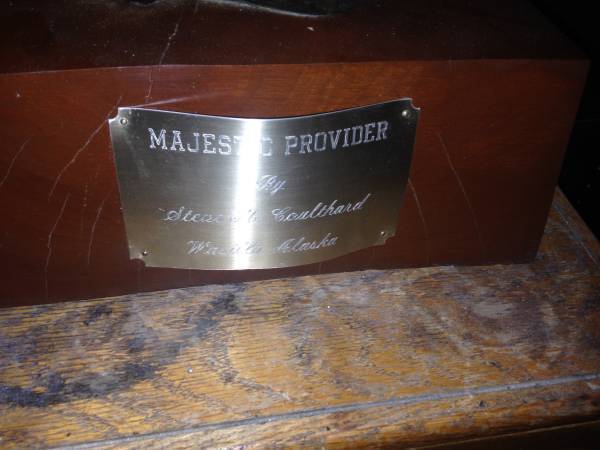 MAJESTIC PROVIDER
By
Coulthard
Wasilla Alaska